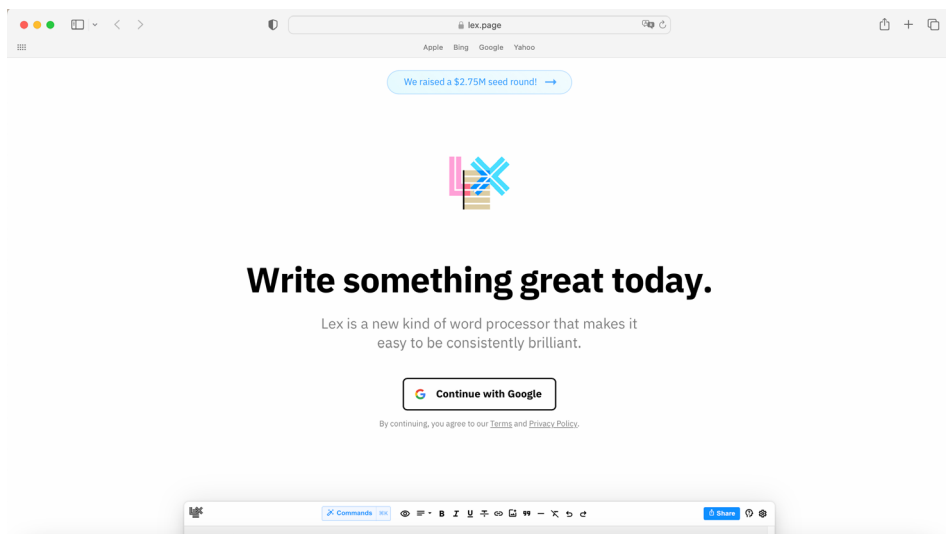 lex.page
Apple Bing Google Yahoo
We raised a $2.75M seed round! →
LEX
Write something great today.
Lex is a new kind of word processor that makes it
easy to be consistently brilliant.
Continue with Google
By continuing, you agree to our Terms and Privacy Policy.
Commands ⌘K B I U Share